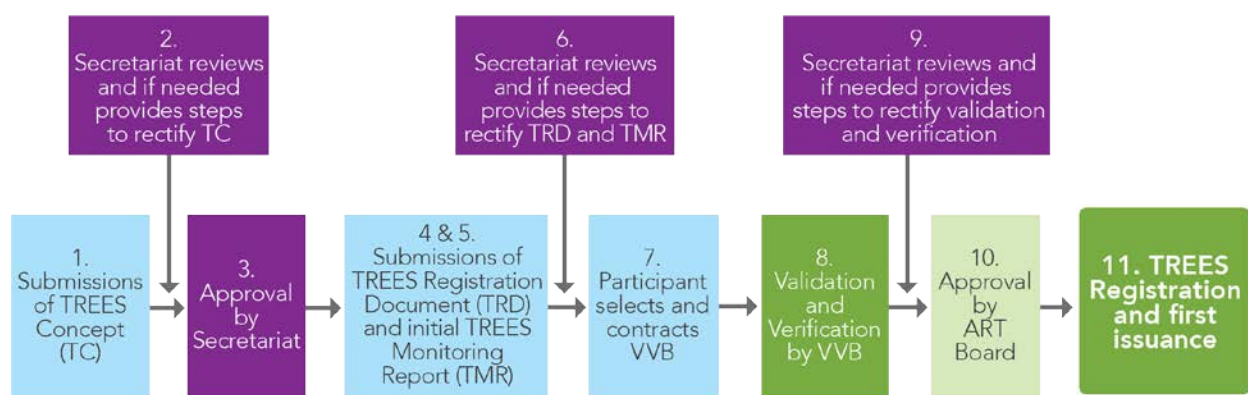 2.
Secretariat reviews
and if needed
provides steps
to rectify TC
6.
Secretariat reviews
and if needed
provides steps to
rectify TRD and TMR
9.
Secretariat reviews and
if needed provides
steps to rectify validation
and verification
1.
Submissions
of TREES
Concept
(TC)
3.
Approval
by
Secretariat
4 & 5.
Submissions of
TREES Registration
Document (TRD)
and initial TREES
Monitoring
Report (TMR)
7.
Participant
selects and
contracts
VVB
8.
Validation
and
Verification
by VVB
10.
Approval
by
ART
Board
11. TREES
Registration
and first
issuance